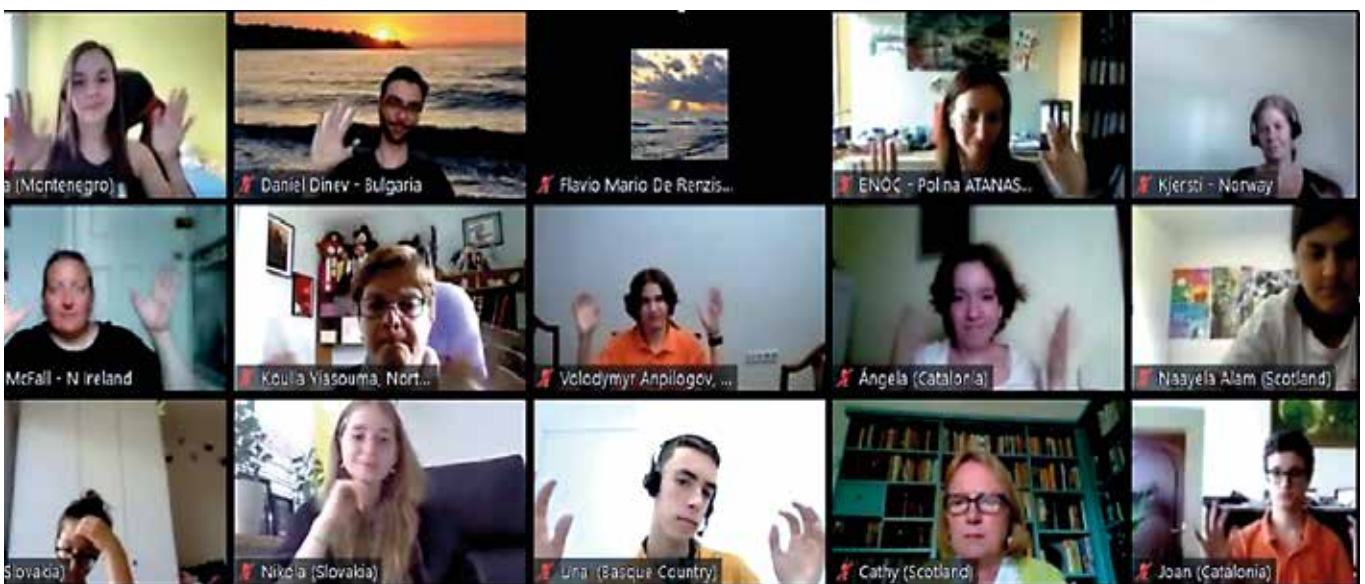 a (Montenegro)
Daniel Dinev - Bulgaria
Flavio Mario De Renzis...
ENOC - Polina ATANAS...
Kjersti - Norway
McFall - N Ireland
Koulla Yiasouma, Nort...
Volodymyr Anpilogov, ...
Ángela (Catalonia)
Naayela Alam (Scotland)
Slovakia)
Nikola (Slovakia)
(Basque Country)
Cathy (Scotland)
Joan (Catalonia)